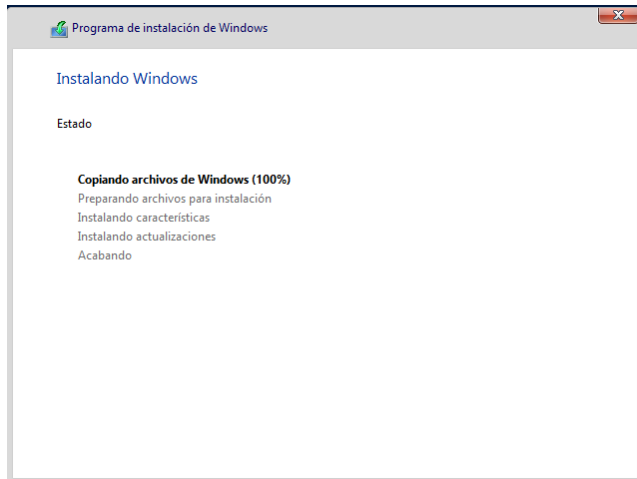 Programa de instalación de Windows
Instalando Windows
Estado
Copiando archivos de Windows (100%)
Preparando archivos para instalación
Instalando características
Instalando actualizaciones
Acabando